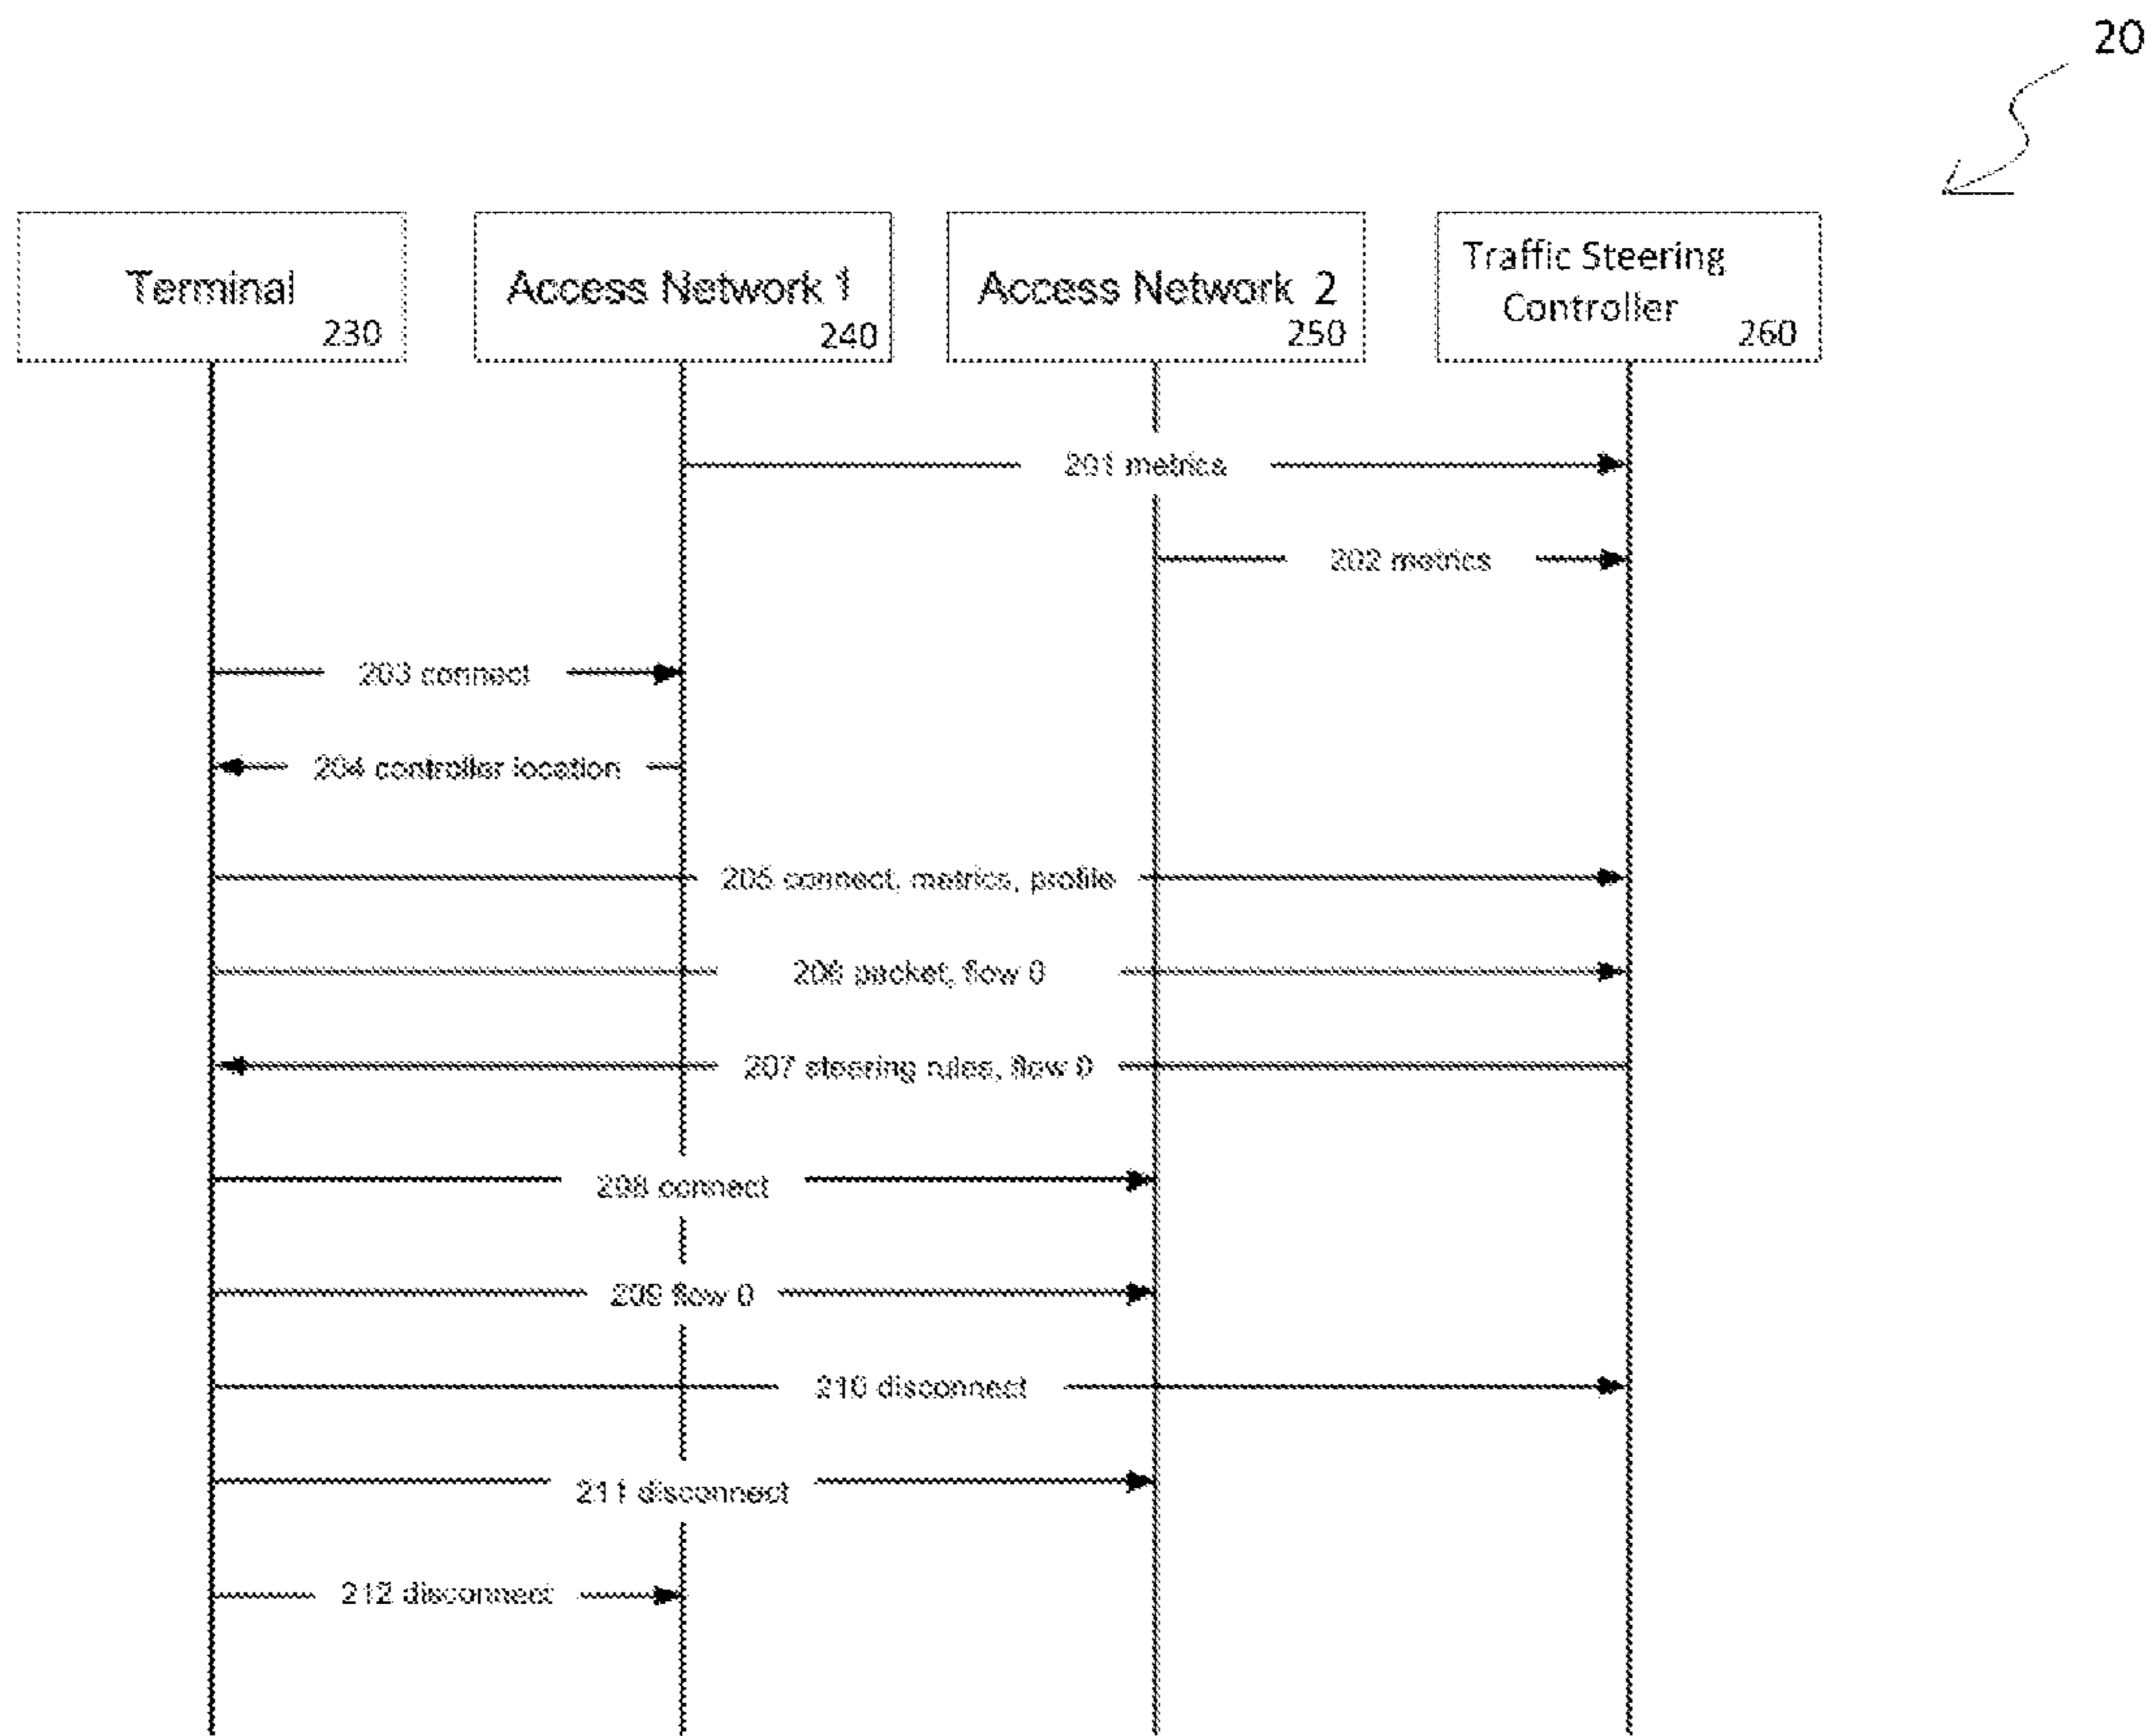 20
Terminal
230
Access Network 1
240
Access Network 2
250
Traffic Steering
Controller
260
201 metrics
202 metrics
203 connect
204 controller location
205 connect, metrics, profile
206 packet, flow 0
207 steering rules, flow 0
208 connect
209 flow 0
210 disconnect
211 disconnect
212 disconnect